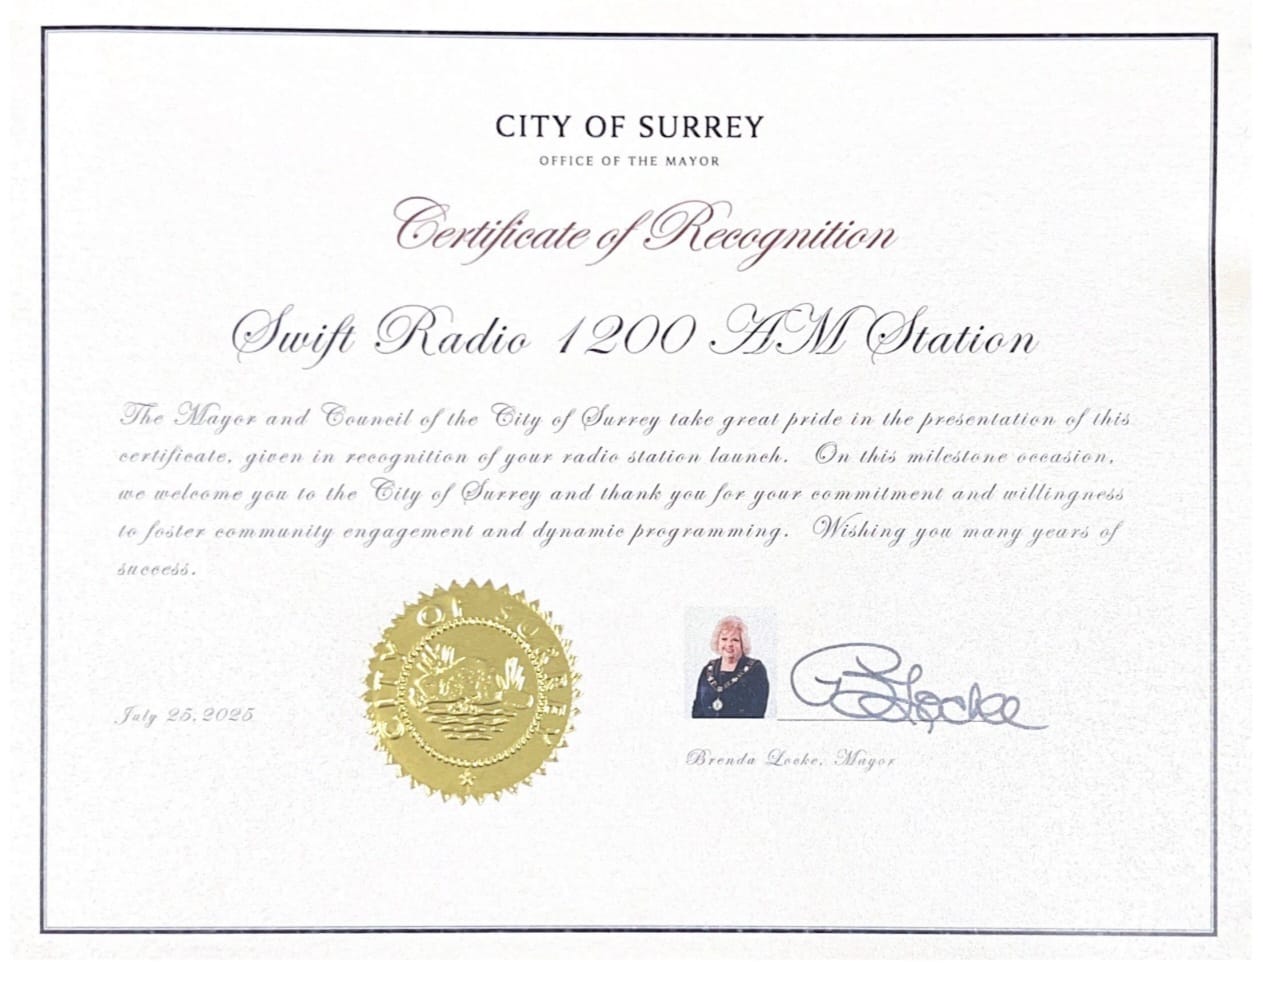 CITY OF SURREY
OFFICE OF THE MAYOR
Certificate of Recognition
Swift Radio 1200 AM Station
The Mayor and Council of the City of Surrey take great pride in the presentation of this
certificate, given in recognition of your radio station launch. On this milestone occasion,
we welcome you to the City of Surrey and thank you for your commitment and willingness
to foster community engagement and dynamic programming. Wishing you many years of
success.
CITY OF SURREY
July 25, 2025
BLocke
Brenda Locke, Mayor